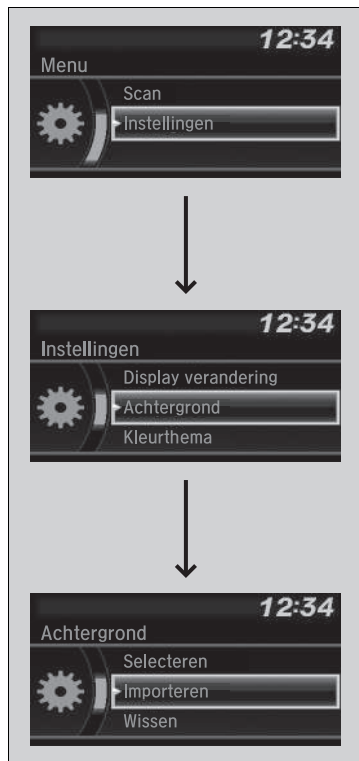 12:34
Menu
Scan
Instellingen
12:34
Instellingen
Display verandering
Achtergrond
Kleurthema
12:34
Achtergrond
Selecteren
Importeren
Wissen